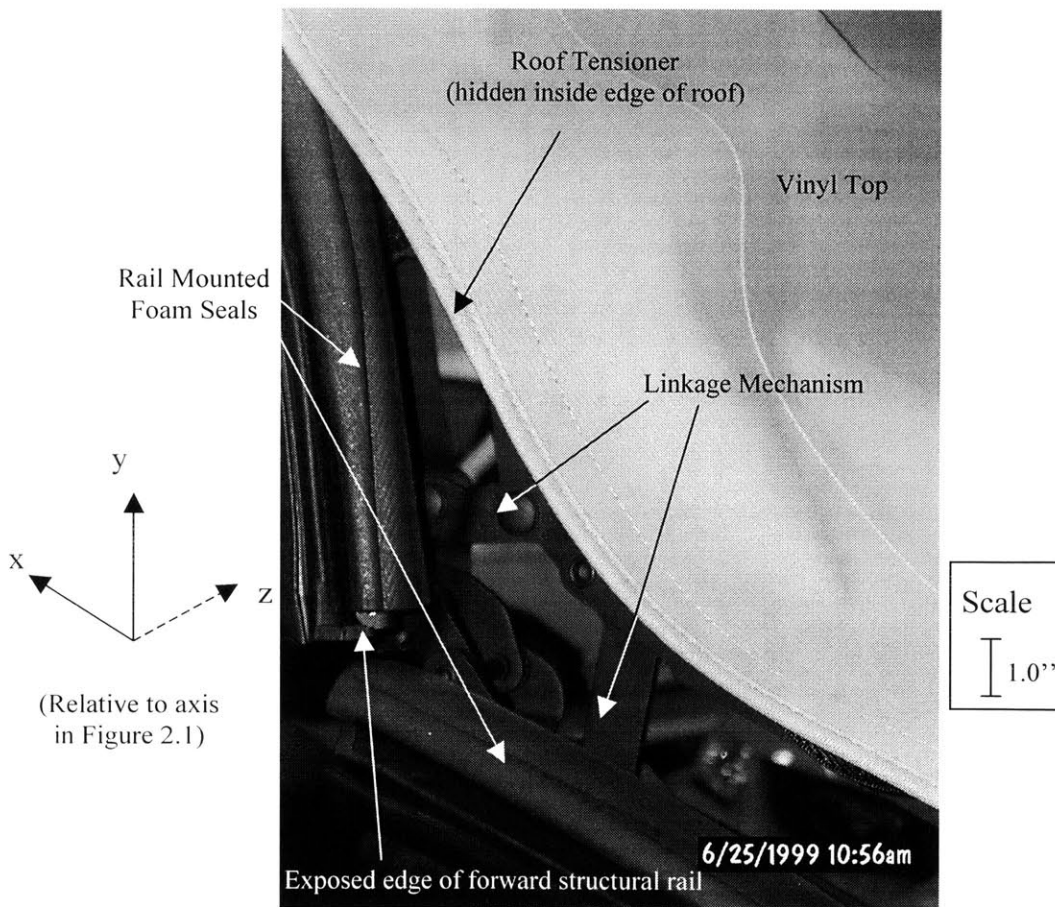 Roof Tensioner
(hidden inside edge of roof)
Vinyl Top
Rail Mounted
Foam Seals
Linkage Mechanism
y
x
z
(Relative to axis
in Figure 2.1)
Scale
1.0’’
6/25/1999 10:56am
Exposed edge of forward structural rail